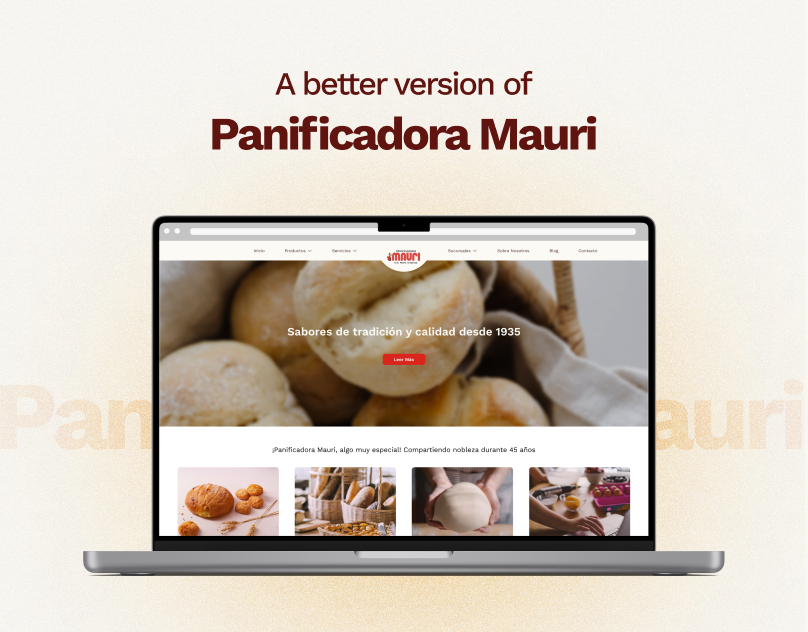 A better version of
Panificadora Mauri
Inicio Productos Servicios MAURI Sucursales Sobre Nosotros Blog Contacto
Sabores de tradición y calidad desde 1935
Leer Más
Pan auri
¡Panificadora Mauri, algo muy especial! Compartiendo nobleza durante 45 años